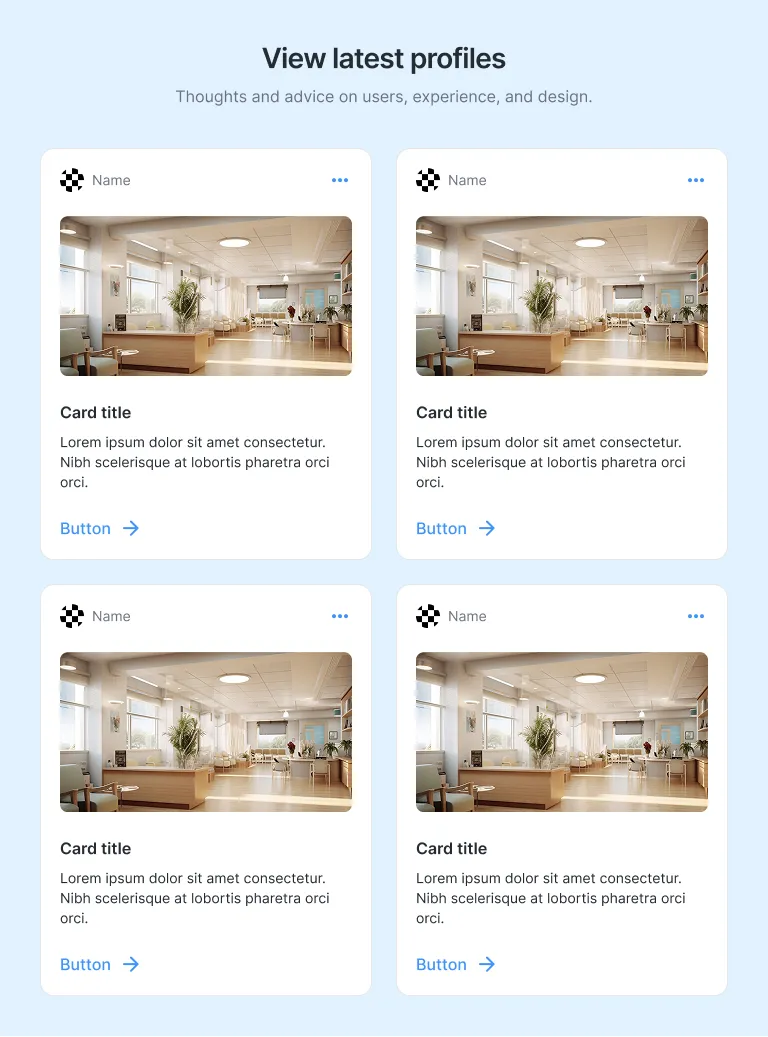 View latest profiles
Thoughts and advice on users, experience, and design.
Name
Card title
Lorem ipsum dolor sit amet consectetur.
Nibh scelerisque at lobortis pharetra orci
orci.
Button
Name
Card title
Lorem ipsum dolor sit amet consectetur.
Nibh scelerisque at lobortis pharetra orci
orci.
Button
Name
Card title
Lorem ipsum dolor sit amet consectetur.
Nibh scelerisque at lobortis pharetra orci
orci.
Button
Name
Card title
Lorem ipsum dolor sit amet consectetur.
Nibh scelerisque at lobortis pharetra orci
orci.
Button